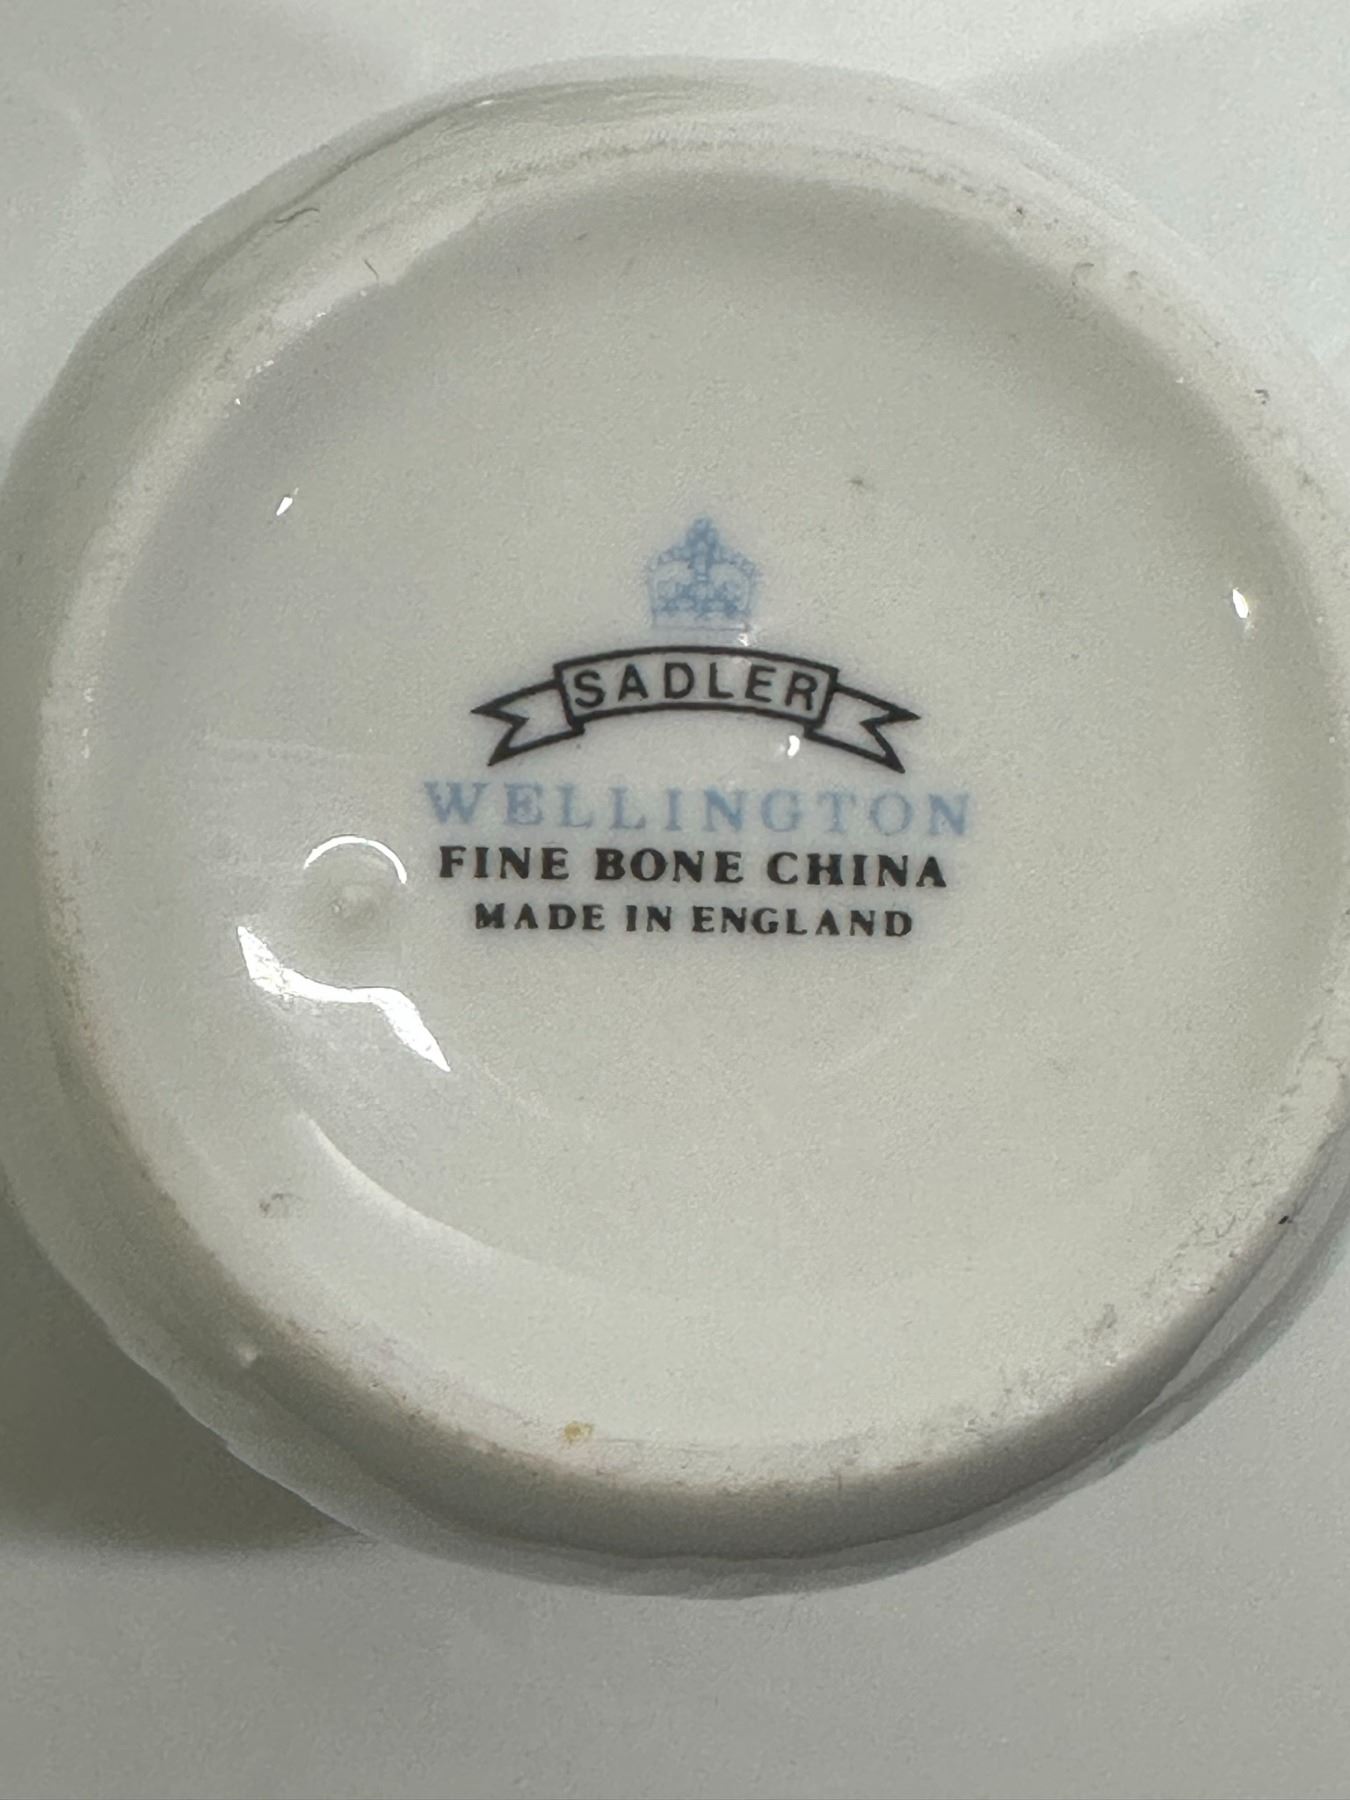 SADLER
WELLINGTON
FINE BONE CHINA
MADE IN ENGLAND